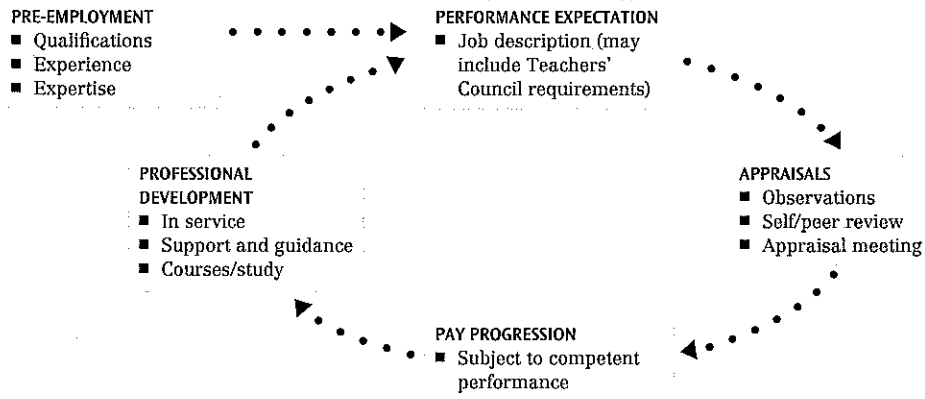 PRE-EMPLOYMENT
■ Qualifications
■ Experience
■ Expertise
PERFORMANCE EXPECTATION
■ Job description (may
include Teachers'
Council requirements)
APPRAISALS
■ Observations
■ Self/peer review
■ Appraisal meeting
PAY PROGRESSION
■ Subject to competent
performance
PROFESSIONAL
DEVELOPMENT
■ In service
■ Support and guidance
■ Courses/study